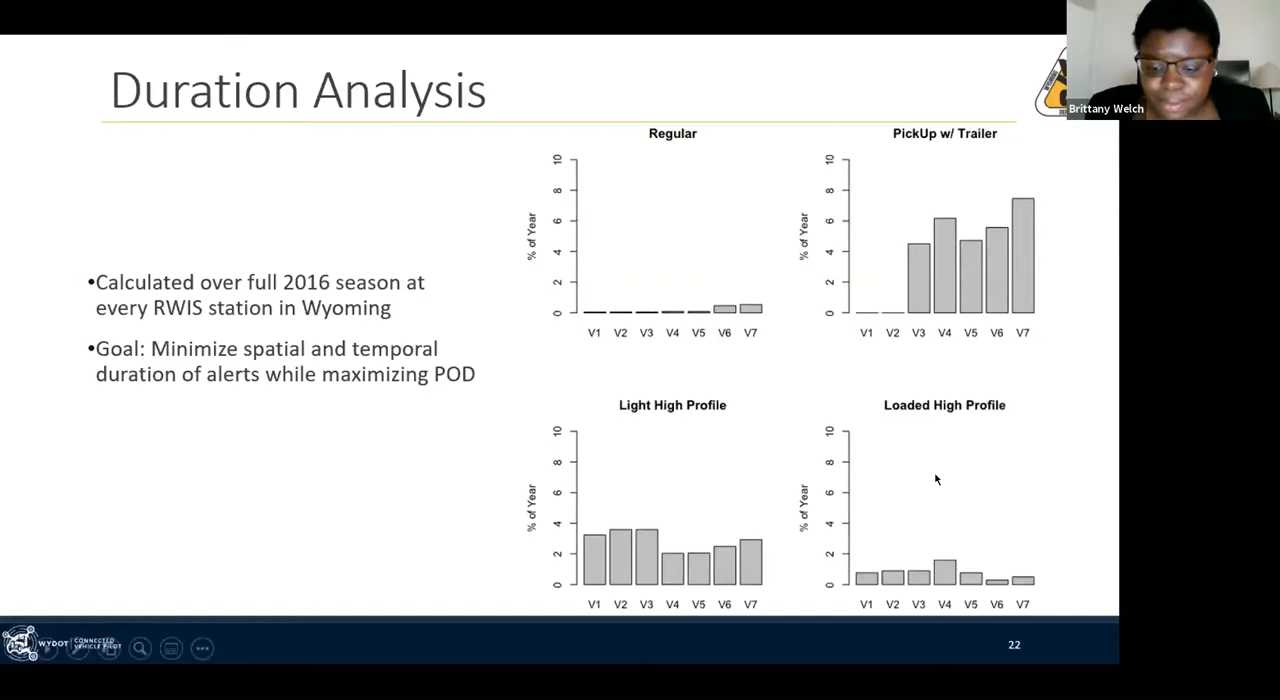 Duration Analysis
Brittany Welch
•Calculated over full 2016 season at
every RWIS station in Wyoming
•Goal: Minimize spatial and temporal
duration of alerts while maximizing POD
Regular
% of Year
10
8
6
4
2
0
V1 V2 V3 V4 V5 V6 V7
PickUp w/ Trailer
% of Year
10
8
6
4
2
0
V1 V2 V3 V4 V5 V6 V7
Light High Profile
% of Year
10
8
6
4
2
0
V1 V2 V3 V4 V5 V6 V7
Loaded High Profile
% of Year
10
8
6
4
2
0
V1 V2 V3 V4 V5 V6 V7
WYDOT CONNECTED
VEHICLE PILOT
22